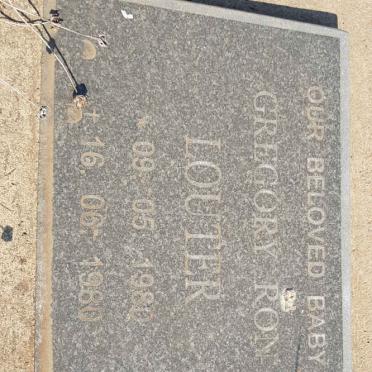 OUR BELOVED BABY
GREGORY RON
LOUTER
* 09. 05. 1980
† 16. 06. 1980